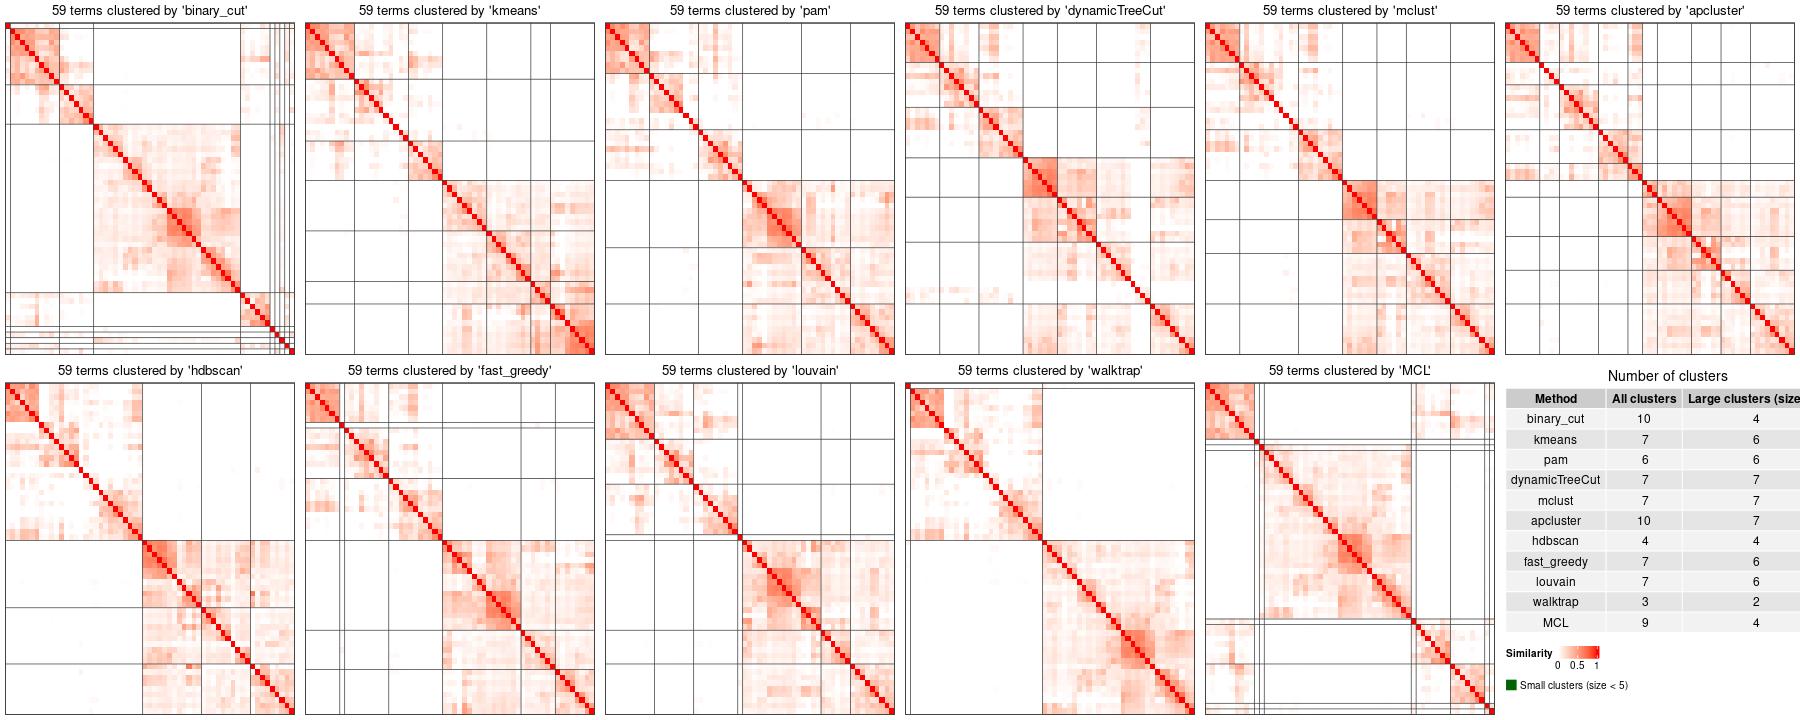 59 terms clustered by 'binary_cut'
59 terms clustered by 'kmeans'
59 terms clustered by 'pam'
59 terms clustered by 'dynamicTreeCut'
59 terms clustered by 'mclust'
59 terms clustered by 'apcluster'
59 terms clustered by 'hdbscan'
59 terms clustered by 'fast_greedy'
59 terms clustered by 'louvain'
59 terms clustered by 'walktrap'
59 terms clustered by 'MCL'
Number of clusters
Method All clusters Large clusters (size
binary_cut 10 4
kmeans 7 6
pam 6 6
dynamicTreeCut 7 7
mclust 7 7
apcluster 10 7
hdbscan 4 4
fast_greedy 7 6
louvain 7 6
walktrap 3 2
MCL 9 4
Similarity
0 0.5 1
Small clusters (size < 5)